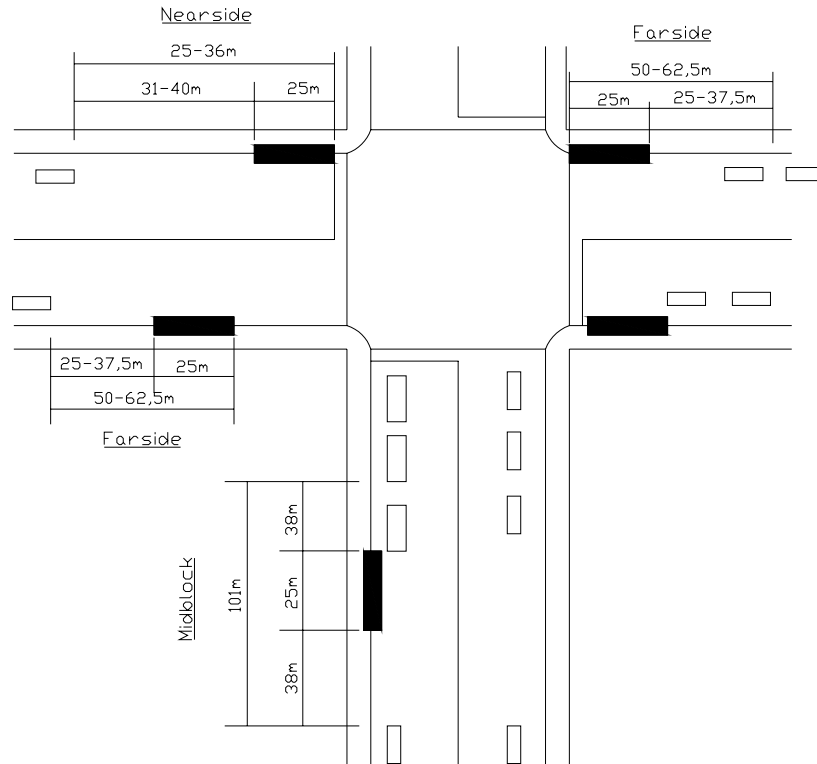 Nearside
25-36m
31-40m
25m
Farside
50-62,5m
25m
25-37,5m
25-37,5m
25m
50-62,5m
Farside
Midblock
101m
38m
25m
38m